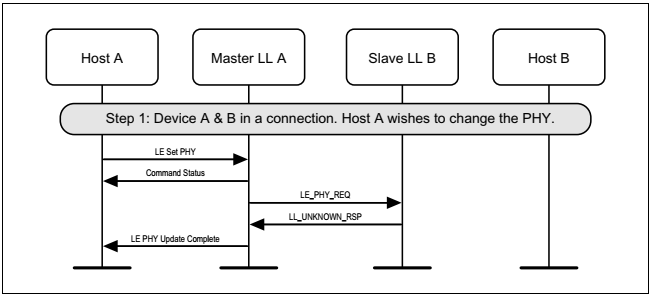 Host A
Master LL A
Slave LL B
Host B
Step 1: Device A & B in a connection. Host A wishes to change the PHY.
LE Set PHY
Command Status
LE_PHY_REQ
LL_UNKNOWN_RSP
LE PHY Update Complete